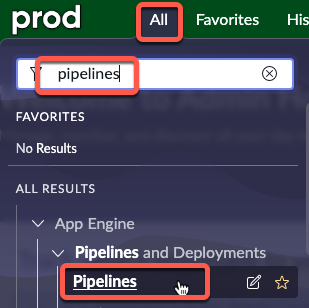 prod
All Favorites His
pipelines
FAVORITES
No Results
ALL RESULTS
App Engine
Pipelines and Deployments
Pipelines